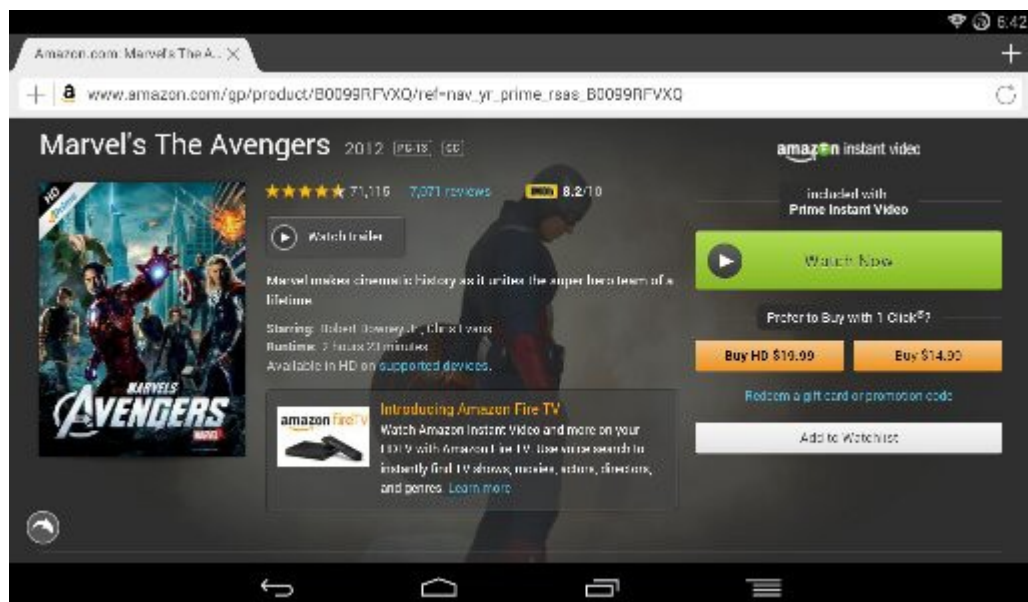 6:42
Amazon.com: Marvel's The A...
www.amazon.com/gp/product/B0099RFVXQ/ref=nav_yr_prime_rsas_B0099RFVXQ
Marvel's The Avengers 2012 PG-13 CC
71,115 7,071 reviews IMDb 8.2/10
Watch trailer
Marvel makes cinematic history as it unites the super hero team of a
lifetime.
Starring: Robert Downey Jr., Chris Evans
Runtime: 2 hours 23 minutes
Available in HD on supported devices.
HD
Prime
MARVEL'S
AVENGERS
MARVEL
amazon fireTV
Introducing Amazon Fire TV
Watch Amazon Instant Video and more on your
HDTV with Amazon Fire TV. Use voice search to
instantly find TV shows, movies, actors, directors,
and genres. Learn more
amazon instant video
included with
Prime Instant Video
Watch Now
Prefer to Buy with 1-Click®?
Buy HD $19.99
Buy $14.99
Redeem a gift card or promotion code
Add to Watchlist